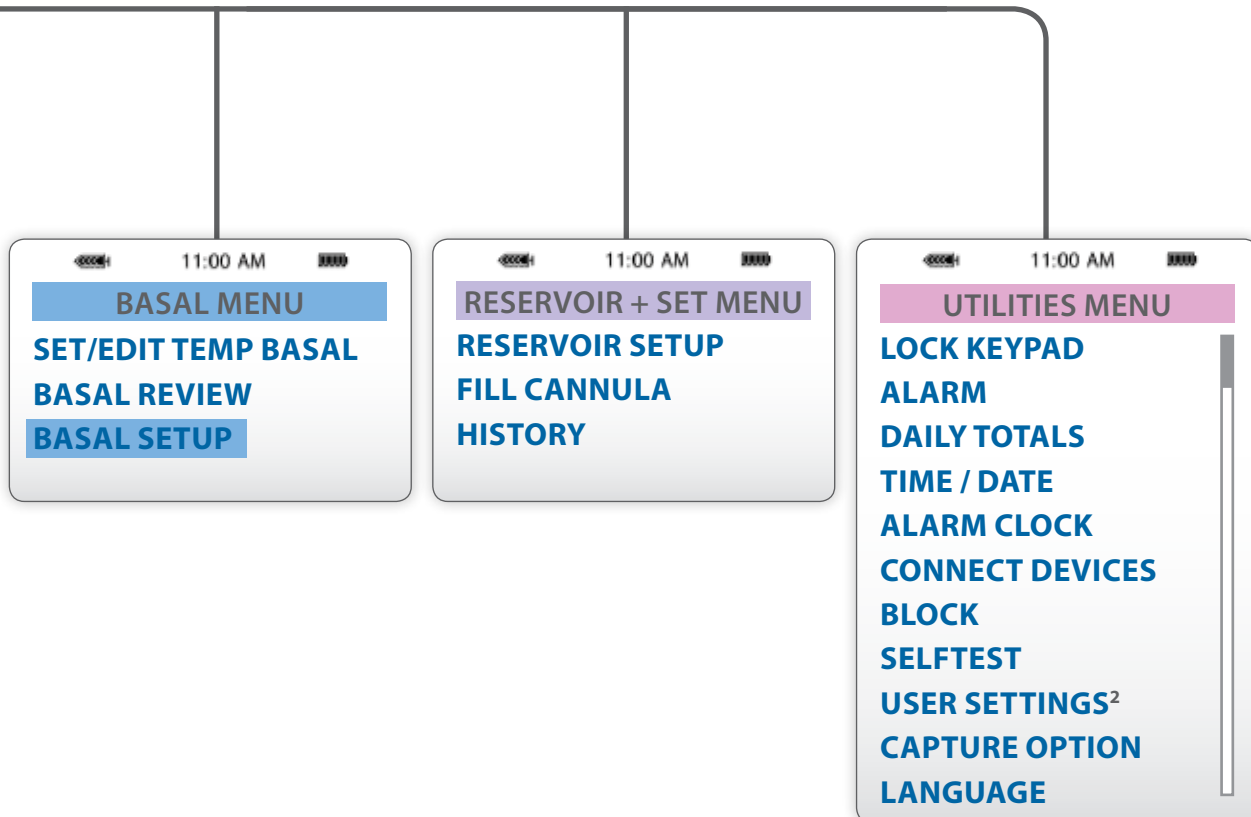 11:00 AM
BASAL MENU
SET/EDIT TEMP BASAL
BASAL REVIEW
BASAL SETUP
11:00 AM
RESERVOIR + SET MENU
RESERVOIR SETUP
FILL CANNULA
HISTORY
11:00 AM
UTILITIES MENU
LOCK KEYPAD
ALARM
DAILY TOTALS
TIME / DATE
ALARM CLOCK
CONNECT DEVICES
BLOCK
SELFTEST
USER SETTINGS²
CAPTURE OPTION
LANGUAGE